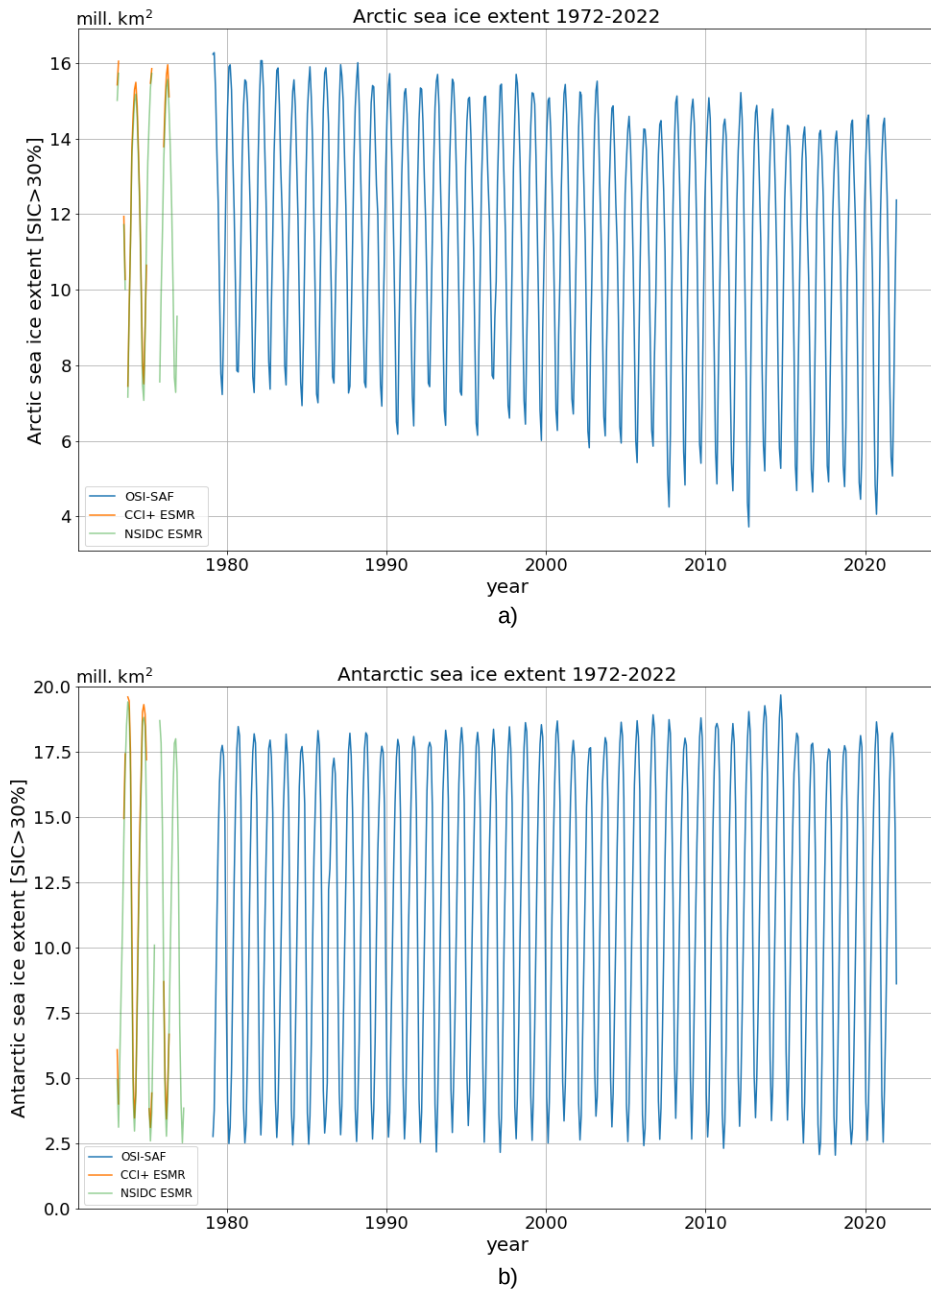 mill. km²
Arctic sea ice extent 1972-2022
Arctic sea ice extent [SIC>30%]
16
14
12
10
8
6
4
OSI-SAF
CCI+ ESMR
NSIDC ESMR
1980 1990 2000 2010 2020
year
a)
mill. km²
Antarctic sea ice extent 1972-2022
Antarctic sea ice extent [SIC>30%]
20.0
17.5
15.0
12.5
10.0
7.5
5.0
2.5
0.0
OSI-SAF
CCI+ ESMR
NSIDC ESMR
1980 1990 2000 2010 2020
year
b)